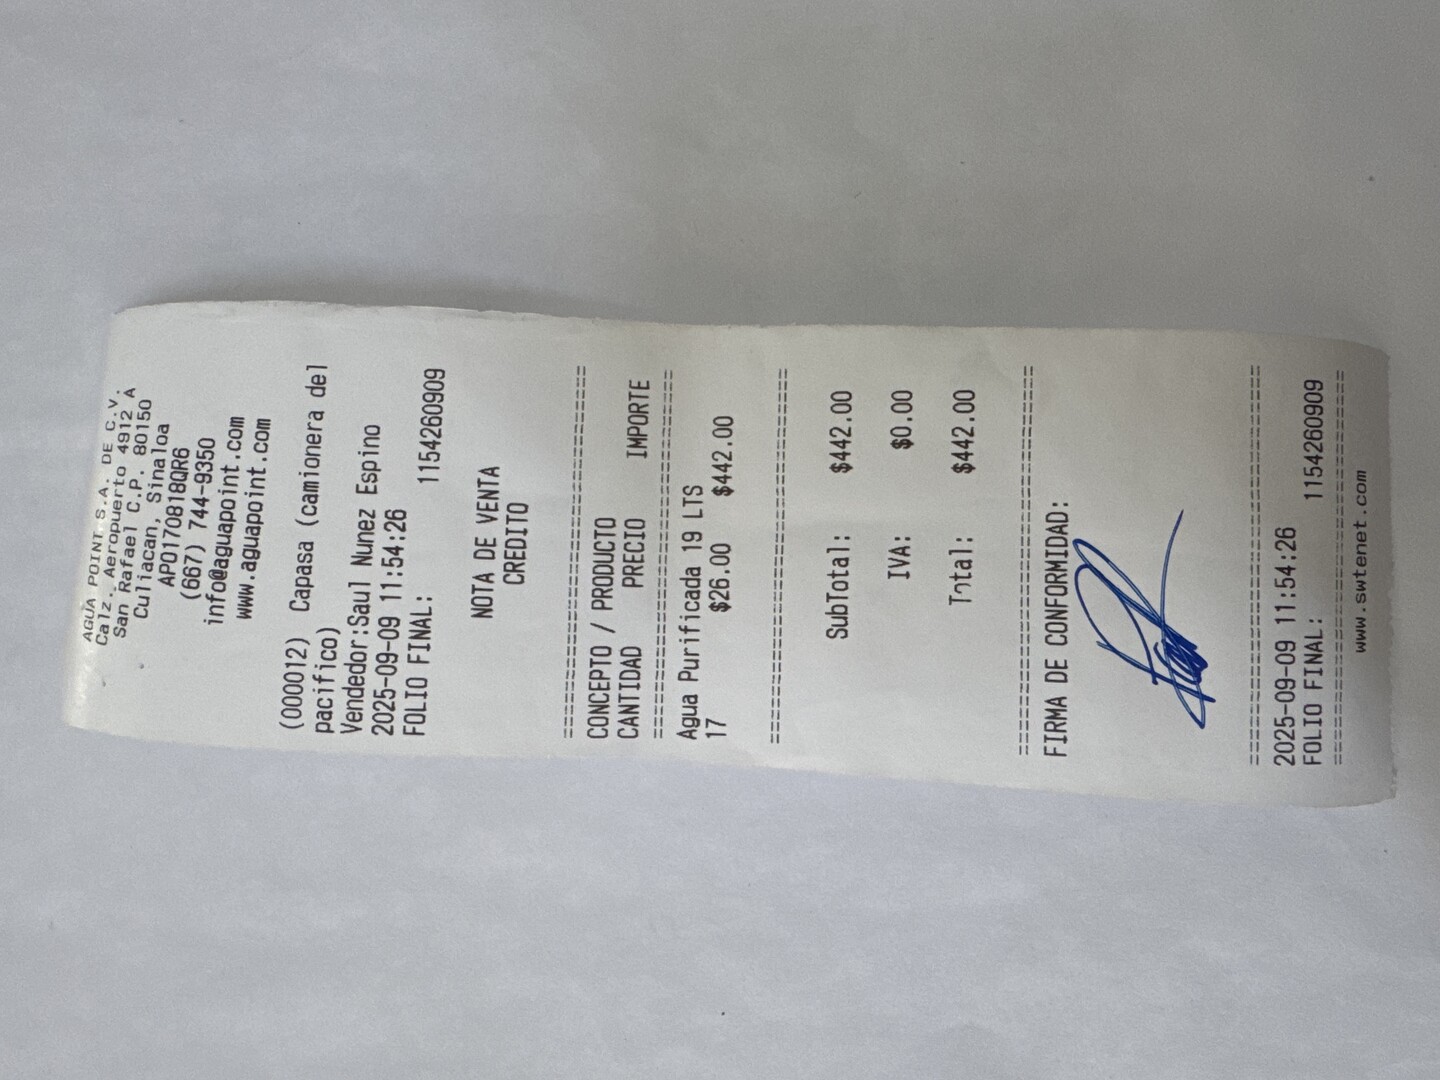 AGUA POINT S.A. DE C.V.
Calz. Aeropuerto 4912 A
San Rafael C.P. 80150
Culiacan, Sinaloa
APO170818QR6
(667) 744-9350
info@aguapoint.com
www.aguapoint.com
(000012) Capasa (camionera del
pacifico)
Vendedor:Saul Nunez Espino
2025-09-09 11:54:26
FOLIO FINAL: 1154260909
NOTA DE VENTA
CREDITO
CONCEPTO / PRODUCTO
CANTIDAD PRECIO IMPORTE
Agua Purificada 19 LTS
17 $26.00 $442.00
SubTotal: $442.00
IVA: $0.00
Total: $442.00
FIRMA DE CONFORMIDAD:
2025-09-09 11:54:26
FOLIO FINAL: 1154260909
www.swtenet.com